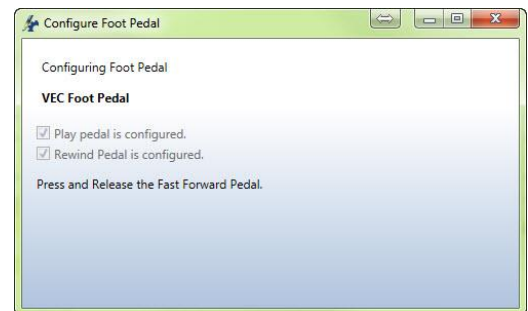 Configure Foot Pedal
Configuring Foot Pedal
VEC Foot Pedal
Play pedal is configured.
Rewind Pedal is configured.
Press and Release the Fast Forward Pedal.